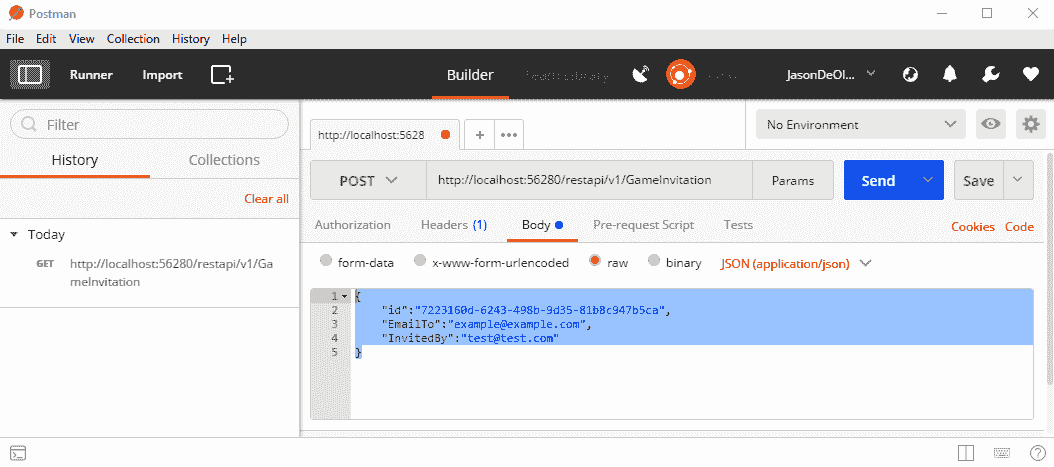 Postman
File Edit View Collection History Help
Runner Import Builder JasonDeOl...
Filter
History Collections
Clear all
Today
GET http://localhost:56280/restapi/v1/Ga
meInvitation
http://localhost:5628
No Environment
POST http://localhost:56280/restapi/v1/GameInvitation Params Send Save
Authorization Headers (1) Body Pre-request Script Tests Cookies Code
form-data x-www-form-urlencoded raw binary JSON (application/json)
1 {
2 "id":"7223160d-6243-498b-9d35-81b8c947b5ca",
3 "EmailTo":"example@example.com",
4 "InvitedBy":"test@test.com"
5 }